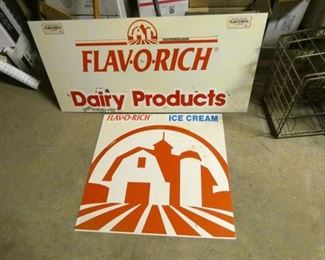 FLAV-O-RICH
Dairy Products
FLAV-O-RICH ICE CREAM